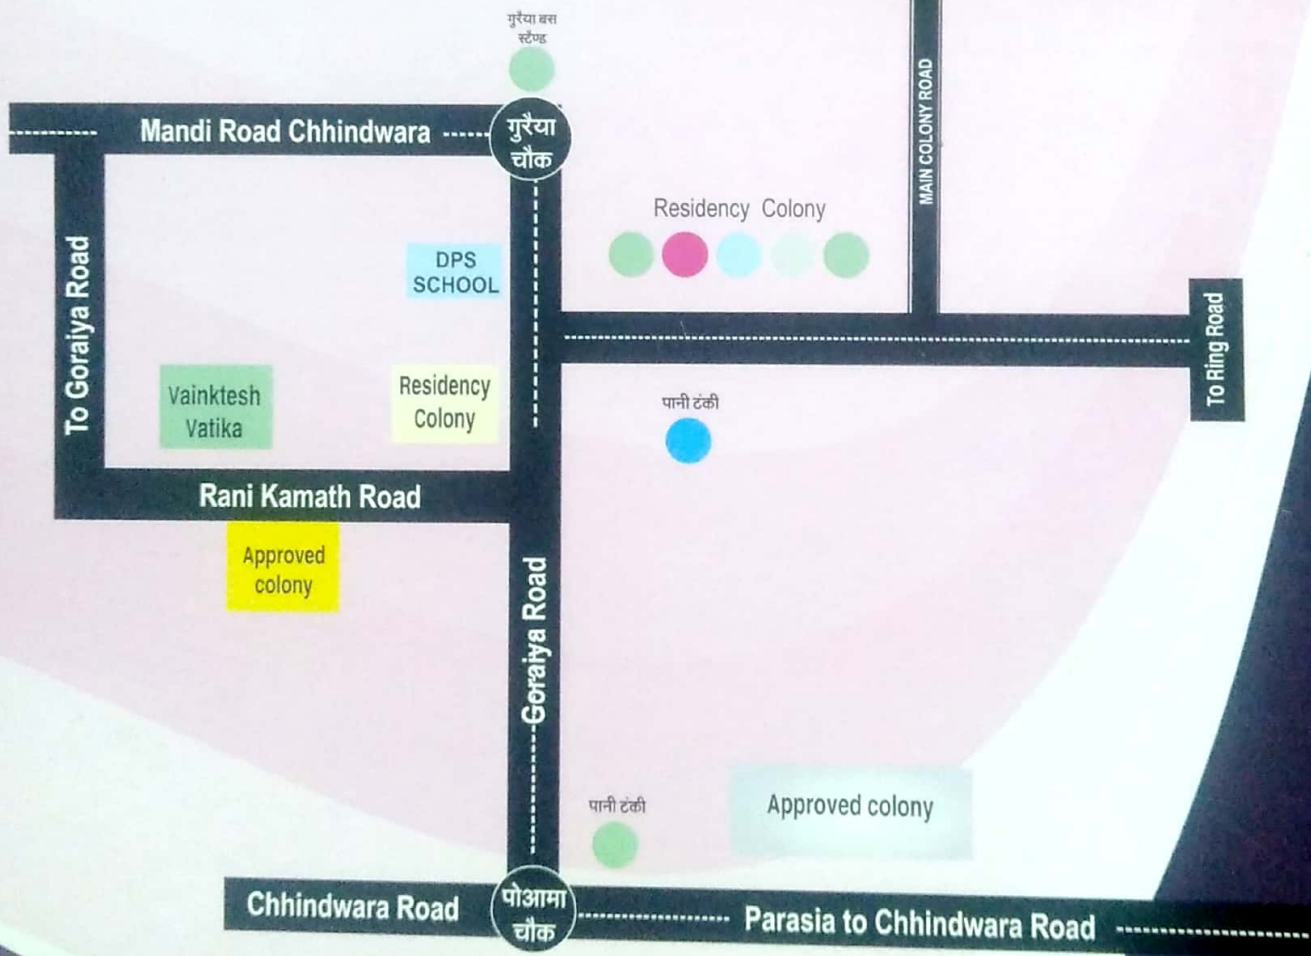 गुरैया बस
स्टैण्ड
Mandi Road Chhindwara
गुरैया
चौक
MAIN COLONY ROAD
Residency Colony
DPS
SCHOOL
To Goraiya Road
To Ring Road
Vainktesh
Vatika
Residency
Colony
पानी टंकी
Rani Kamath Road
Approved
colony
Goraiya Road
पानी टंकी
Approved colony
Chhindwara Road
पोआमा
चौक
Parasia to Chhindwara Road